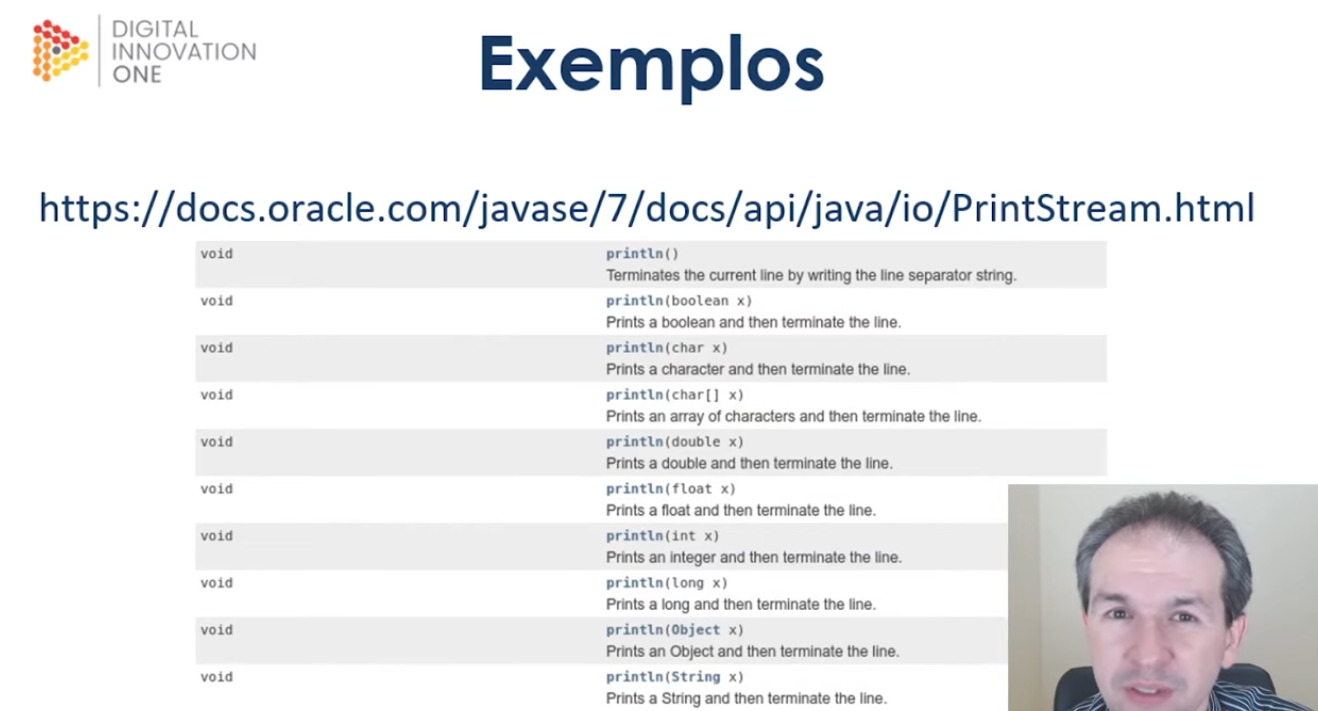 DIGITAL
INNOVATION
ONE
Exemplos
https://docs.oracle.com/javase/7/docs/api/java/io/PrintStream.html
void println()
Terminates the current line by writing the line separator string.
void println(boolean x)
Prints a boolean and then terminate the line.
void println(char x)
Prints a character and then terminate the line.
void println(char[] x)
Prints an array of characters and then terminate the line.
void println(double x)
Prints a double and then terminate the line.
void println(float x)
Prints a float and then terminate the line.
void println(int x)
Prints an integer and then terminate the line.
void println(long x)
Prints a long and then terminate the line.
void println(Object x)
Prints an Object and then terminate the line.
void println(String x)
Prints a String and then terminate the line.